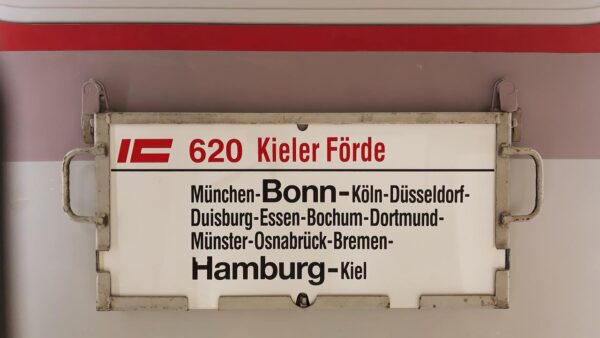 IC 620 Kieler Förde
München-Bonn-Köln-Düsseldorf-
Duisburg-Essen-Bochum-Dortmund-
Münster-Osnabrück-Bremen-
Hamburg-Kiel